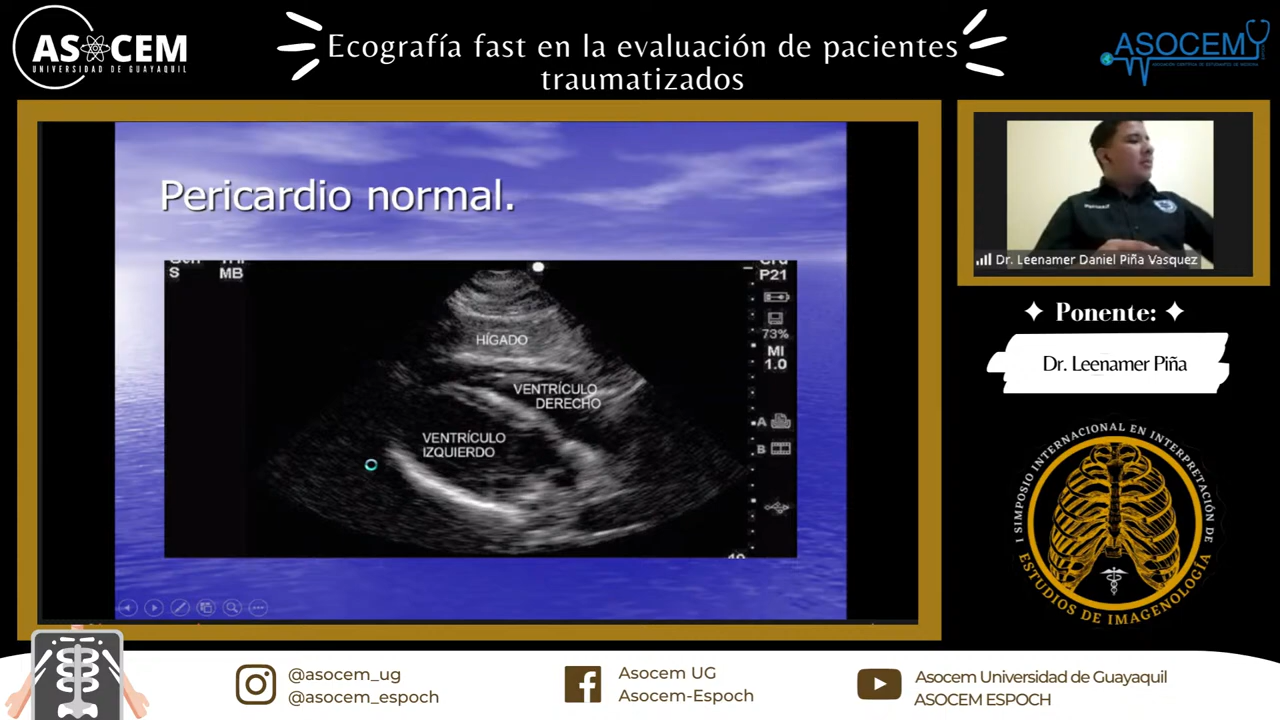 ASOCEM
UNIVERSIDAD DE GUAYAQUIL
Ecografía fast en la evaluación de pacientes
traumatizados
ASOCEM
Pericardio normal.
S MB
P21
73%
MI
1.0
HÍGADO
VENTRÍCULO
DERECHO
VENTRÍCULO
IZQUIERDO
A
B
Dr. Leenamer Daniel Piña Vasquez
Ponente:
Dr. Leenamer Piña
I SIMPOSIO INTERNACIONAL EN INTERPRETACIÓN DE
ESTUDIOS DE IMAGENOLOGÍA
@asocem_ug
@asocem_espoch
Asocem UG
Asocem-Espoch
Asocem Universidad de Guayaquil
ASOCEM ESPOCH